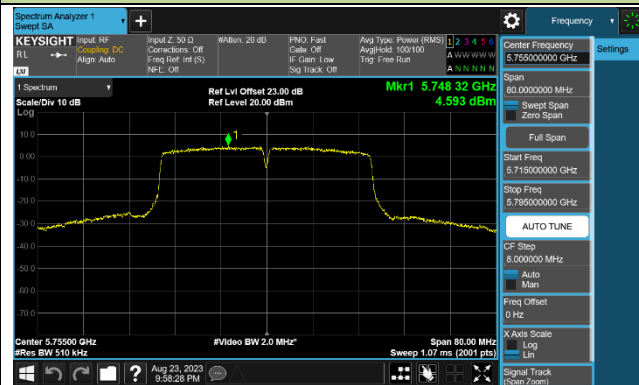 Spectrum Analyzer 1
Swept SA
Frequency
KEYSIGHT
RL
LXI
Input: RF
Coupling: DC
Align: Auto
Input Z: 50 Ω
Corrections: Off
Freq Ref: Int (S)
NFE: Off
#Atten: 20 dB
PNO: Fast
Gate: Off
IF Gain: Low
Sig Track: Off
Avg Type: Power (RMS)
Avg|Hold: 100/100
Trig: Free Run
1 2 3 4 5 6
A W W W W W
A N N N N N
1 Spectrum
Scale/Div 10 dB
Log
Ref Lvl Offset 23.00 dB
Ref Level 20.00 dBm
Mkr1 5.748 32 GHz
4.593 dBm
1
10.0
0.00
-10.0
-20.0
-30.0
-40.0
-50.0
-60.0
-70.0
Center 5.75500 GHz
#Res BW 510 kHz
#Video BW 2.0 MHz*
Span 80.00 MHz
Sweep 1.07 ms (2001 pts)
Center Frequency
5.755000000 GHz
Span
80.0000000 MHz
Swept Span
Zero Span
Full Span
Start Freq
5.715000000 GHz
Stop Freq
5.795000000 GHz
AUTO TUNE
CF Step
8.000000 MHz
Auto
Man
Freq Offset
0 Hz
X Axis Scale
Log
Lin
Signal Track
(Span Zoom)
Settings
Aug 23, 2023
9:58:28 PM